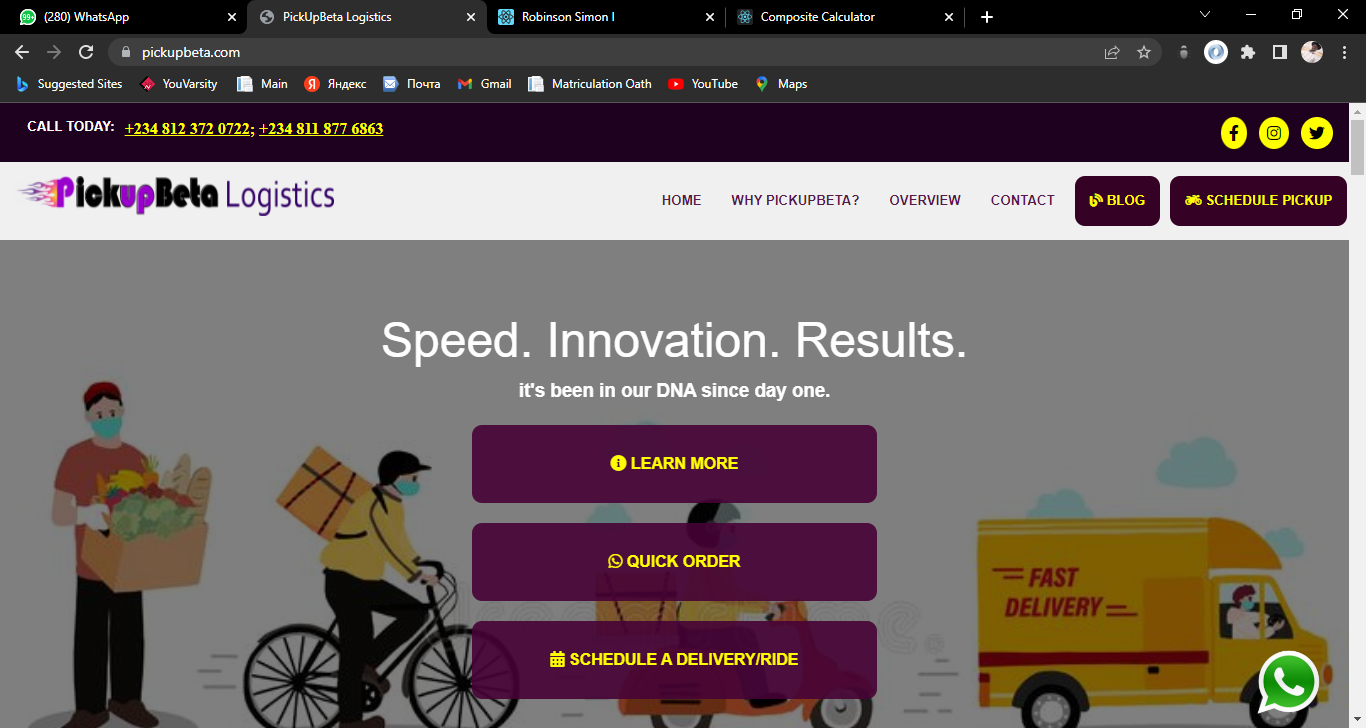 99+ (280) WhatsApp
PickUpBeta Logistics
Robinson Simon I
Composite Calculator
pickupbeta.com
Suggested Sites
YouVarsity
Main
Яндекс
Почта
Gmail
Matriculation Oath
YouTube
Maps
CALL TODAY: +234 812 372 0722; +234 811 877 6863
PickupBeta Logistics
HOME
WHY PICKUPBETA?
OVERVIEW
CONTACT
BLOG
SCHEDULE PICKUP
Speed. Innovation. Results.
it's been in our DNA since day one.
LEARN MORE
QUICK ORDER
SCHEDULE A DELIVERY/RIDE
FAST
DELIVERY